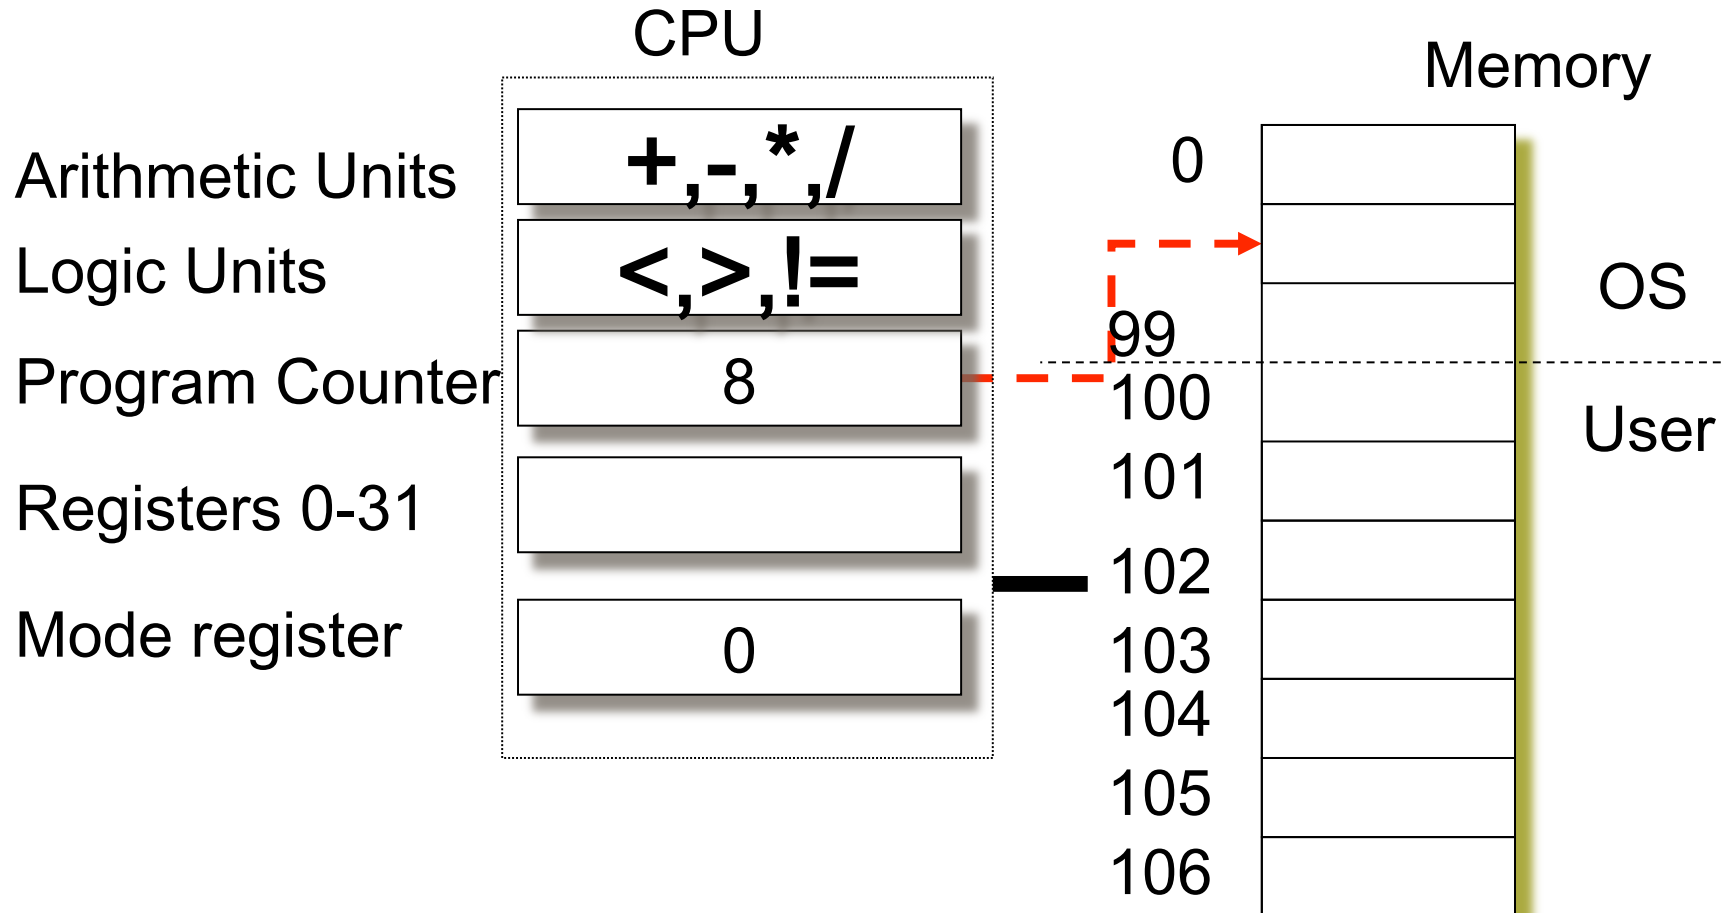 CPU
Memory
Arithmetic Units
+,-,*,/
0
Logic Units
<,>,!=
OS
99
Program Counter
8
100
User
101
Registers 0-31
102
Mode register
0
103
104
105
106